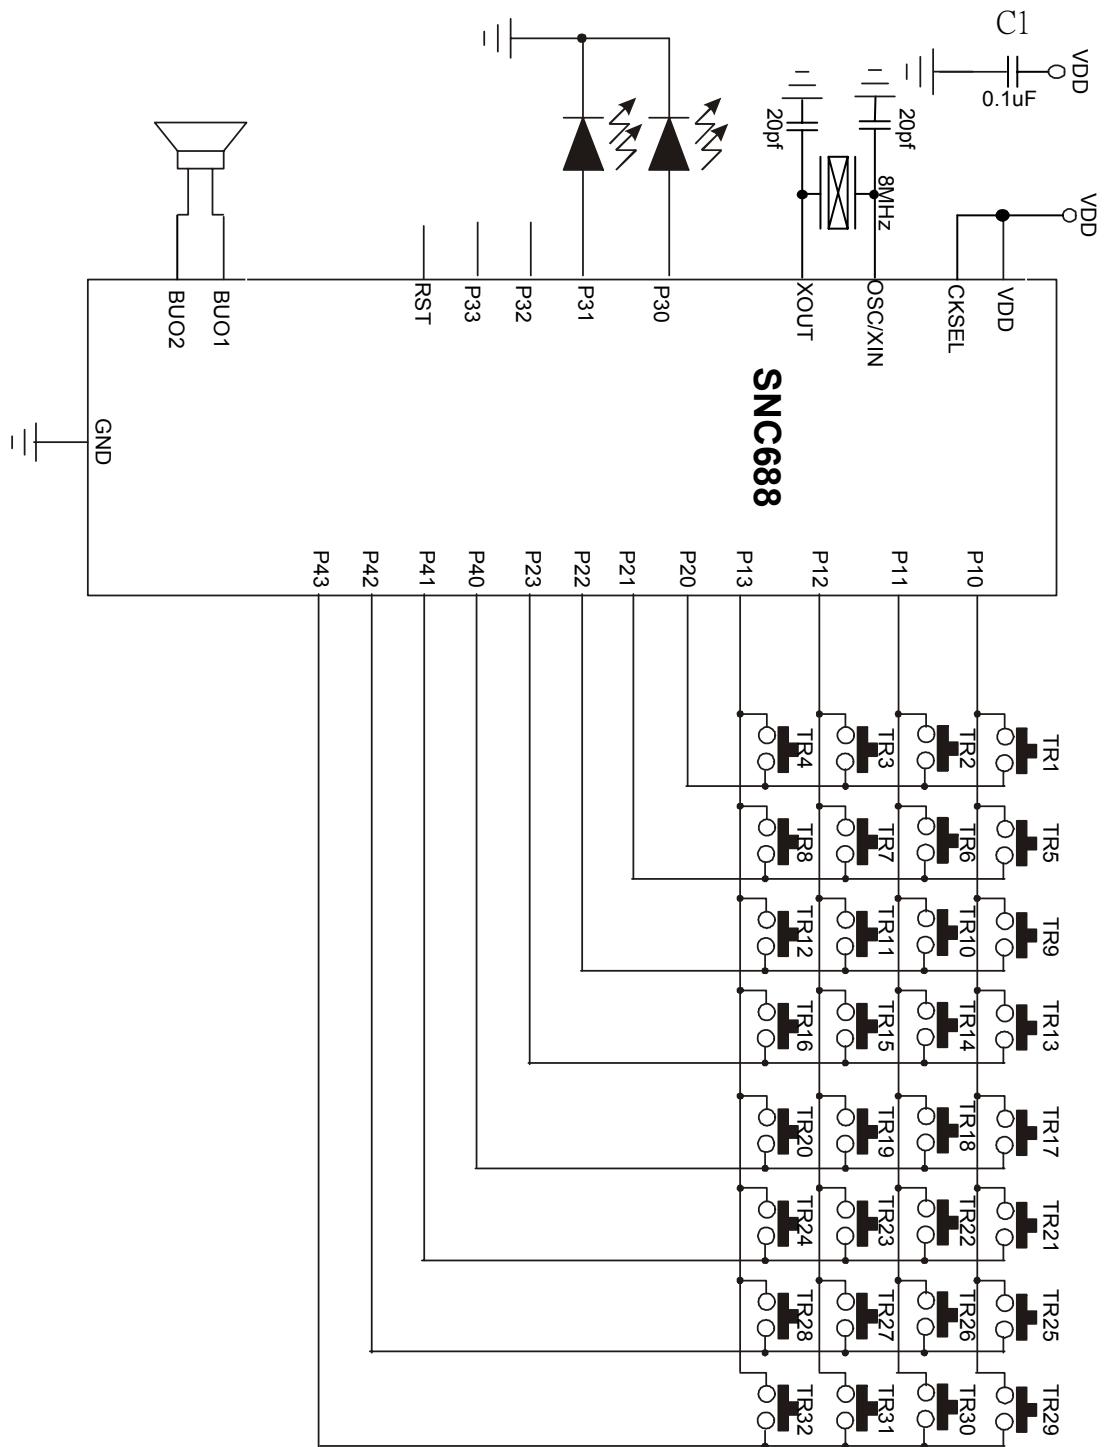 C1
VDD
0.1uF
20pf
20pf
8MHz
VDD
BUO2
BUO1
RST
P33
P32
P31
P30
XOUT
OSC/XIN
CKSEL
VDD
SNC688
GND
P43
P42
P41
P40
P23
P22
P21
P20
P13
P12
P11
P10
TR4
TR3
TR2
TR1
TR8
TR7
TR6
TR5
TR12
TR11
TR10
TR9
TR16
TR15
TR14
TR13
TR20
TR19
TR18
TR17
TR24
TR23
TR22
TR21
TR28
TR27
TR26
TR25
TR32
TR31
TR30
TR29